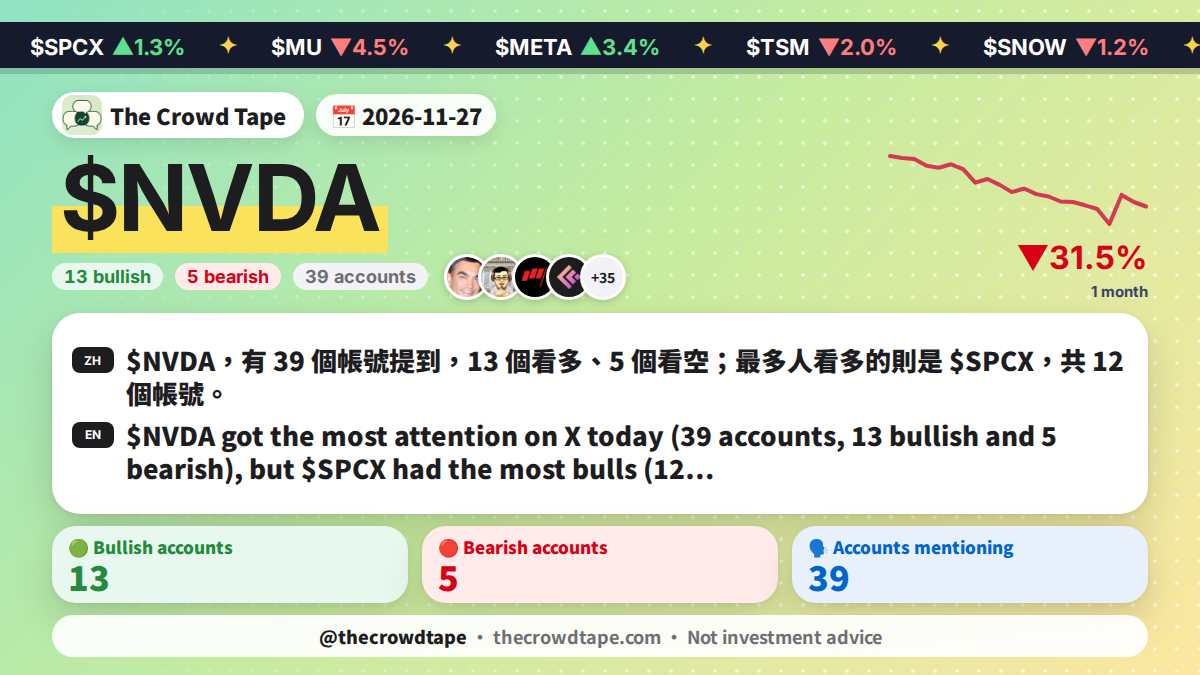 $SPCX ▲1.3% ✦ $MU ▼4.5% ✦ $META ▲3.4% ✦ $TSM ▼2.0% ✦ $SNOW ▼1.2% ✦
The Crowd Tape
July 17 2026-11-27
$NVDA
13 bullish 5 bearish 39 accounts +35
▼31.5%
1 month
ZH $NVDA，有 39 個帳號提到，13 個看多、5 個看空；最多人看多的則是 $SPCX，共 12
個帳號。
EN $NVDA got the most attention on X today (39 accounts, 13 bullish and 5
bearish), but $SPCX had the most bulls (12…
Bullish accounts
13
Bearish accounts
5
Accounts mentioning
39
@thecrowdtape • thecrowdtape.com • Not investment advice